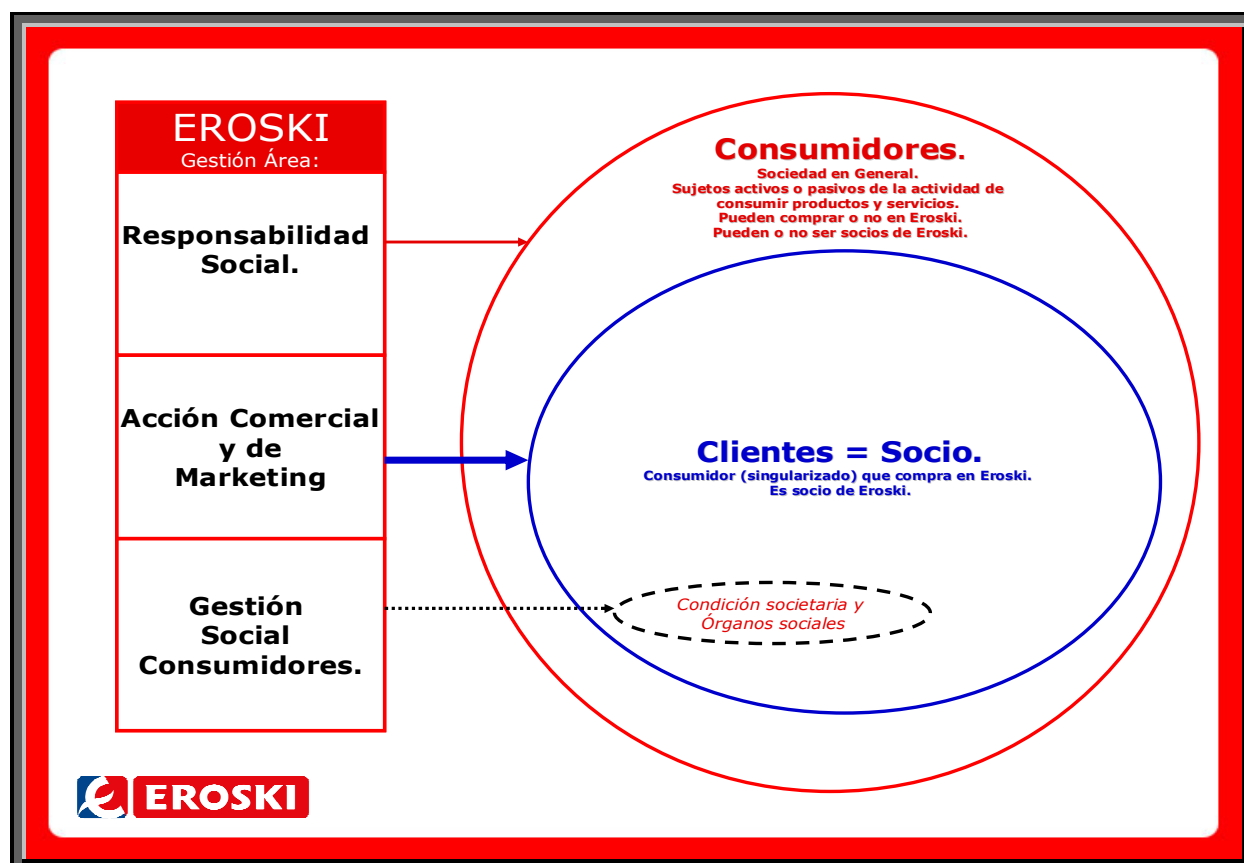 EROSKI
Gestión Área:
Responsabilidad
Social.
Acción Comercial
y de
Marketing
Gestión
Social
Consumidores.
Consumidores.
Sociedad en General.
Sujetos activos o pasivos de la actividad de
consumir productos y servicios.
Pueden comprar o no en Eroski.
Pueden o no ser socios de Eroski.
Clientes = Socio.
Consumidor (singularizado) que compra en Eroski.
Es socio de Eroski.
Condición societaria y
Órganos sociales
EROSKI